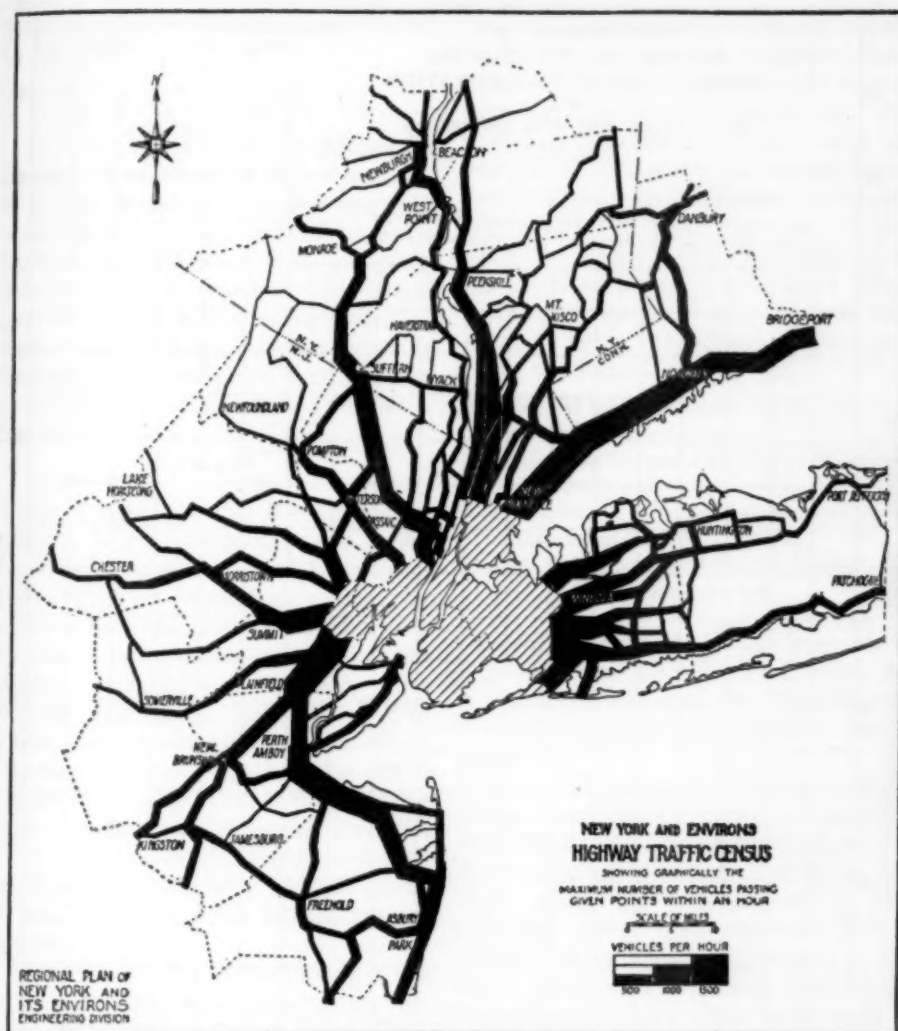 N
NEWBURGH
BEACON
WEST
POINT
MONROE
DANBURY
PEEKSKILL
MT.
KISCO
BRIDGEPORT
N.Y.
N.J.
N.Y.
CONN.
SUFFERN
NYACK
NEWFOUNDLAND
POMPTON
LAKE
HOPATCONG
PASSAIC
PORT JEFFERSON
HUNTINGTON
CHESTER
MORRISTOWN
MINEOLA
PATCHOGUE
SUMMIT
PLAINFIELD
SOMERVILLE
PERTH
AMBOY
NEW
KINGSTON
JAMESBURG
FREEHOLD
ASBURY
PARK
NEW YORK AND ENVIRONS
HIGHWAY TRAFFIC CENSUS
SHOWING GRAPHICALLY THE
MAXIMUM NUMBER OF VEHICLES PASSING
GIVEN POINTS WITHIN AN HOUR
SCALE OF MILES
VEHICLES PER HOUR
500 1000 1500
REGIONAL PLAN OF
NEW YORK AND
ITS ENVIRONS
ENGINEERING DIVISION